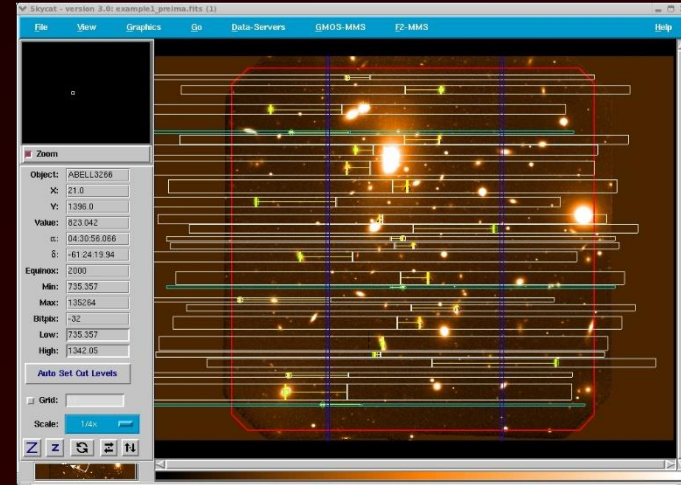 Skycat - version 3.0: example1_preima.fits (1)
File View Graphics Go Data-Servers GMOS-MMS F2-MMS Help
Zoom
Object: ABELL3266
X: 21.0
Y: 1396.0
Value: 823.042
α: 04:30:56.066
δ: -61:24:19.94
Equinox: 2000
Min: 735.357
Max: 135264
Bitpix: -32
Low: 735.357
High: 1342.05
Auto Set Cut Levels
Grid:
Scale: 1/4x
Z z